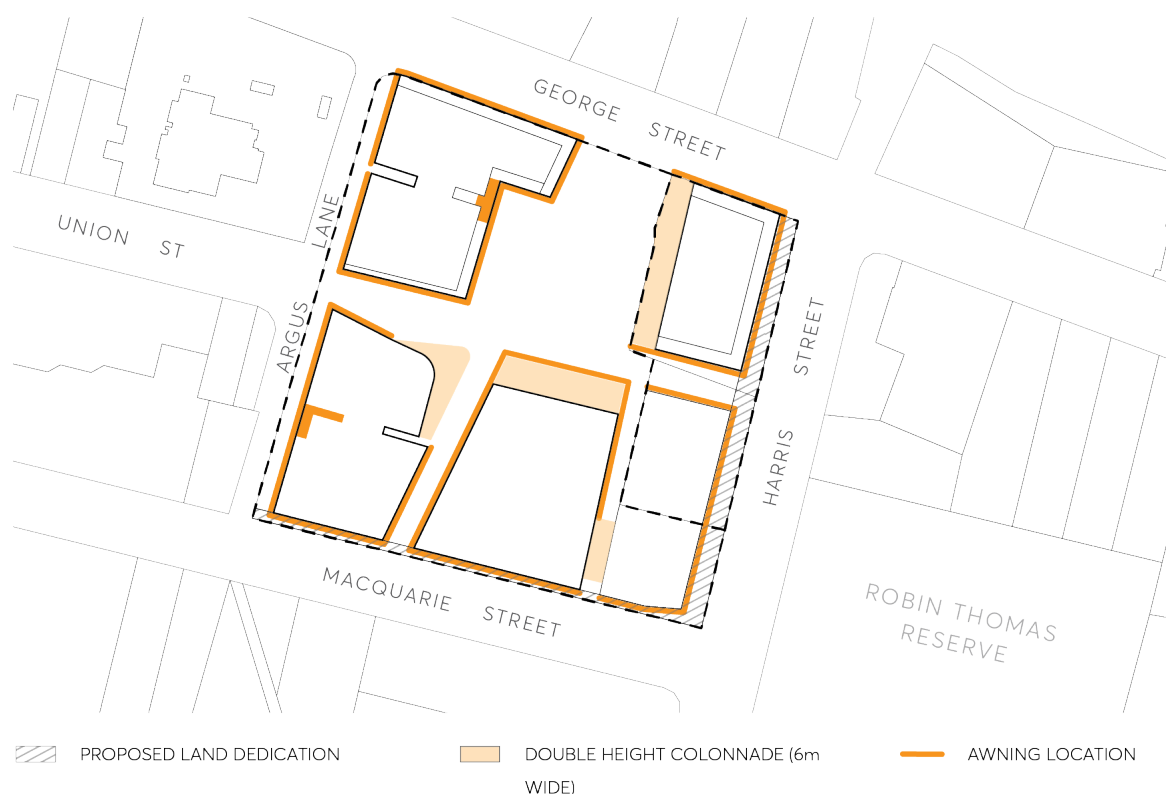 GEORGE STREET
UNION ST
ARGUS LANE
HARRIS STREET
MACQUARIE STREET
ROBIN THOMAS
RESERVE
PROPOSED LAND DEDICATION
DOUBLE HEIGHT COLONNADE (6m
WIDE)
AWNING LOCATION